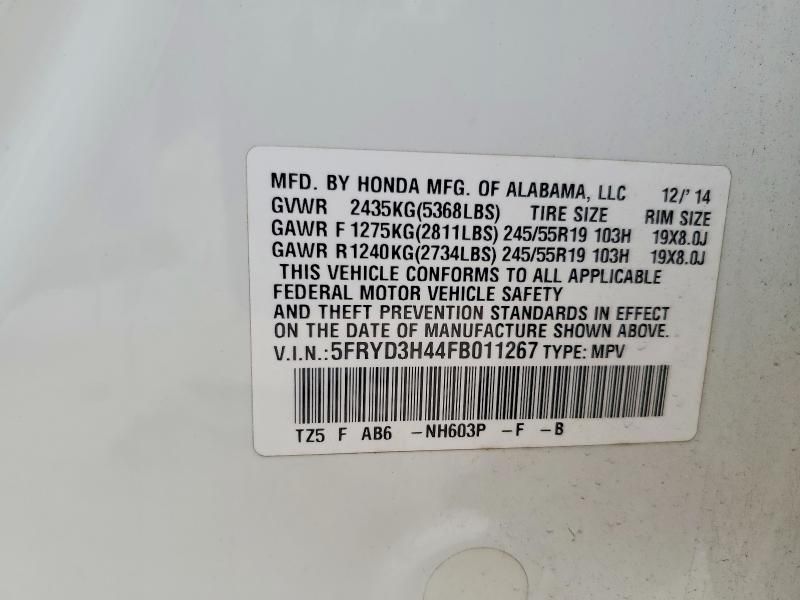 MFD. BY HONDA MFG. OF ALABAMA, LLC 12/'14
GVWR 2435KG(5368LBS) TIRE SIZE RIM SIZE
GAWR F 1275KG(2811LBS) 245/55R19 103H 19X8.0J
GAWR R1240KG(2734LBS) 245/55R19 103H 19X8.0J
THIS VEHICLE CONFORMS TO ALL APPLICABLE
FEDERAL MOTOR VEHICLE SAFETY
AND THEFT PREVENTION STANDARDS IN EFFECT
ON THE DATE OF MANUFACTURE SHOWN ABOVE.
V.I.N.: 5FRYD3H44FB011267 TYPE: MPV
TZ5 F AB6 -NH603P -F -B